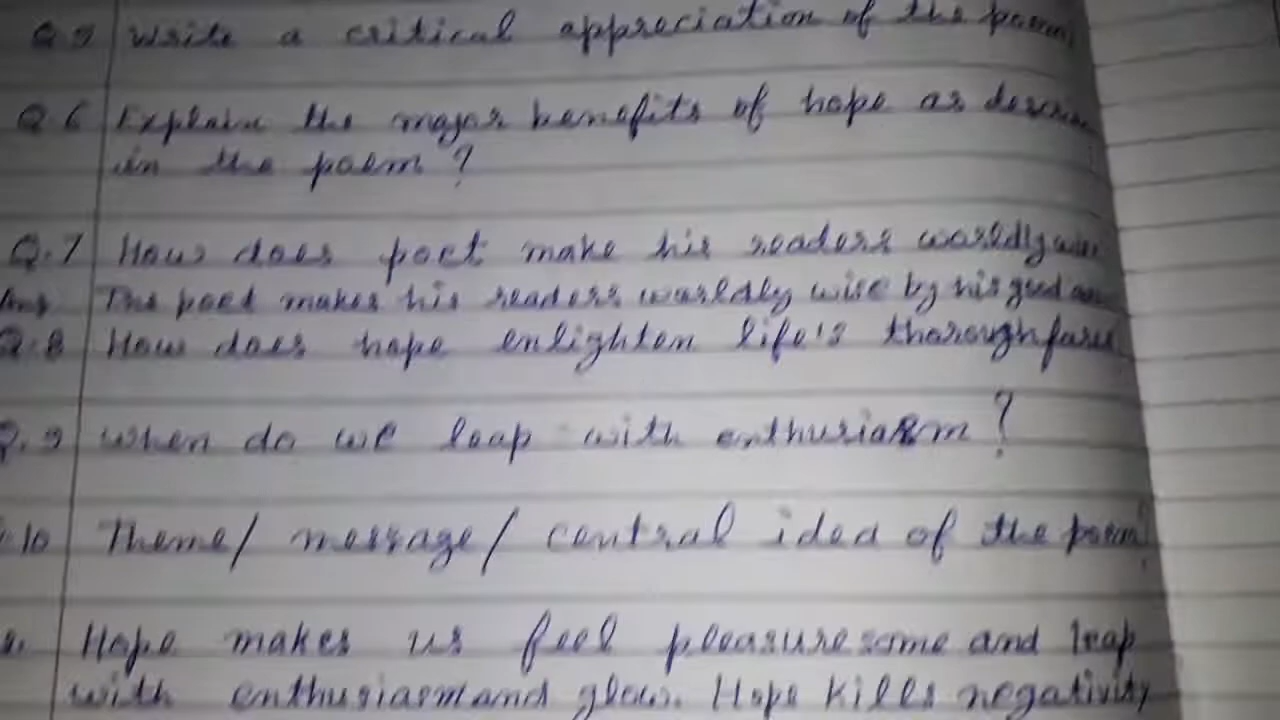 Q 5 Write a critical appreciation of the poem
Q 6 Explain the major benefits of hope as
in the poem ?
Q.7 How does poet make his readers worldly wise
Ans The poet makes his readers worldly wise by his good
Q.8 How does hope enlighten life's thoroughfare
Q.9 when do we leap with enthusiasm ?
10 Theme/ message/ central idea of the poem
Hope makes us feel pleasuresome and leap
with enthusiasm and glow. Hope kills negativity